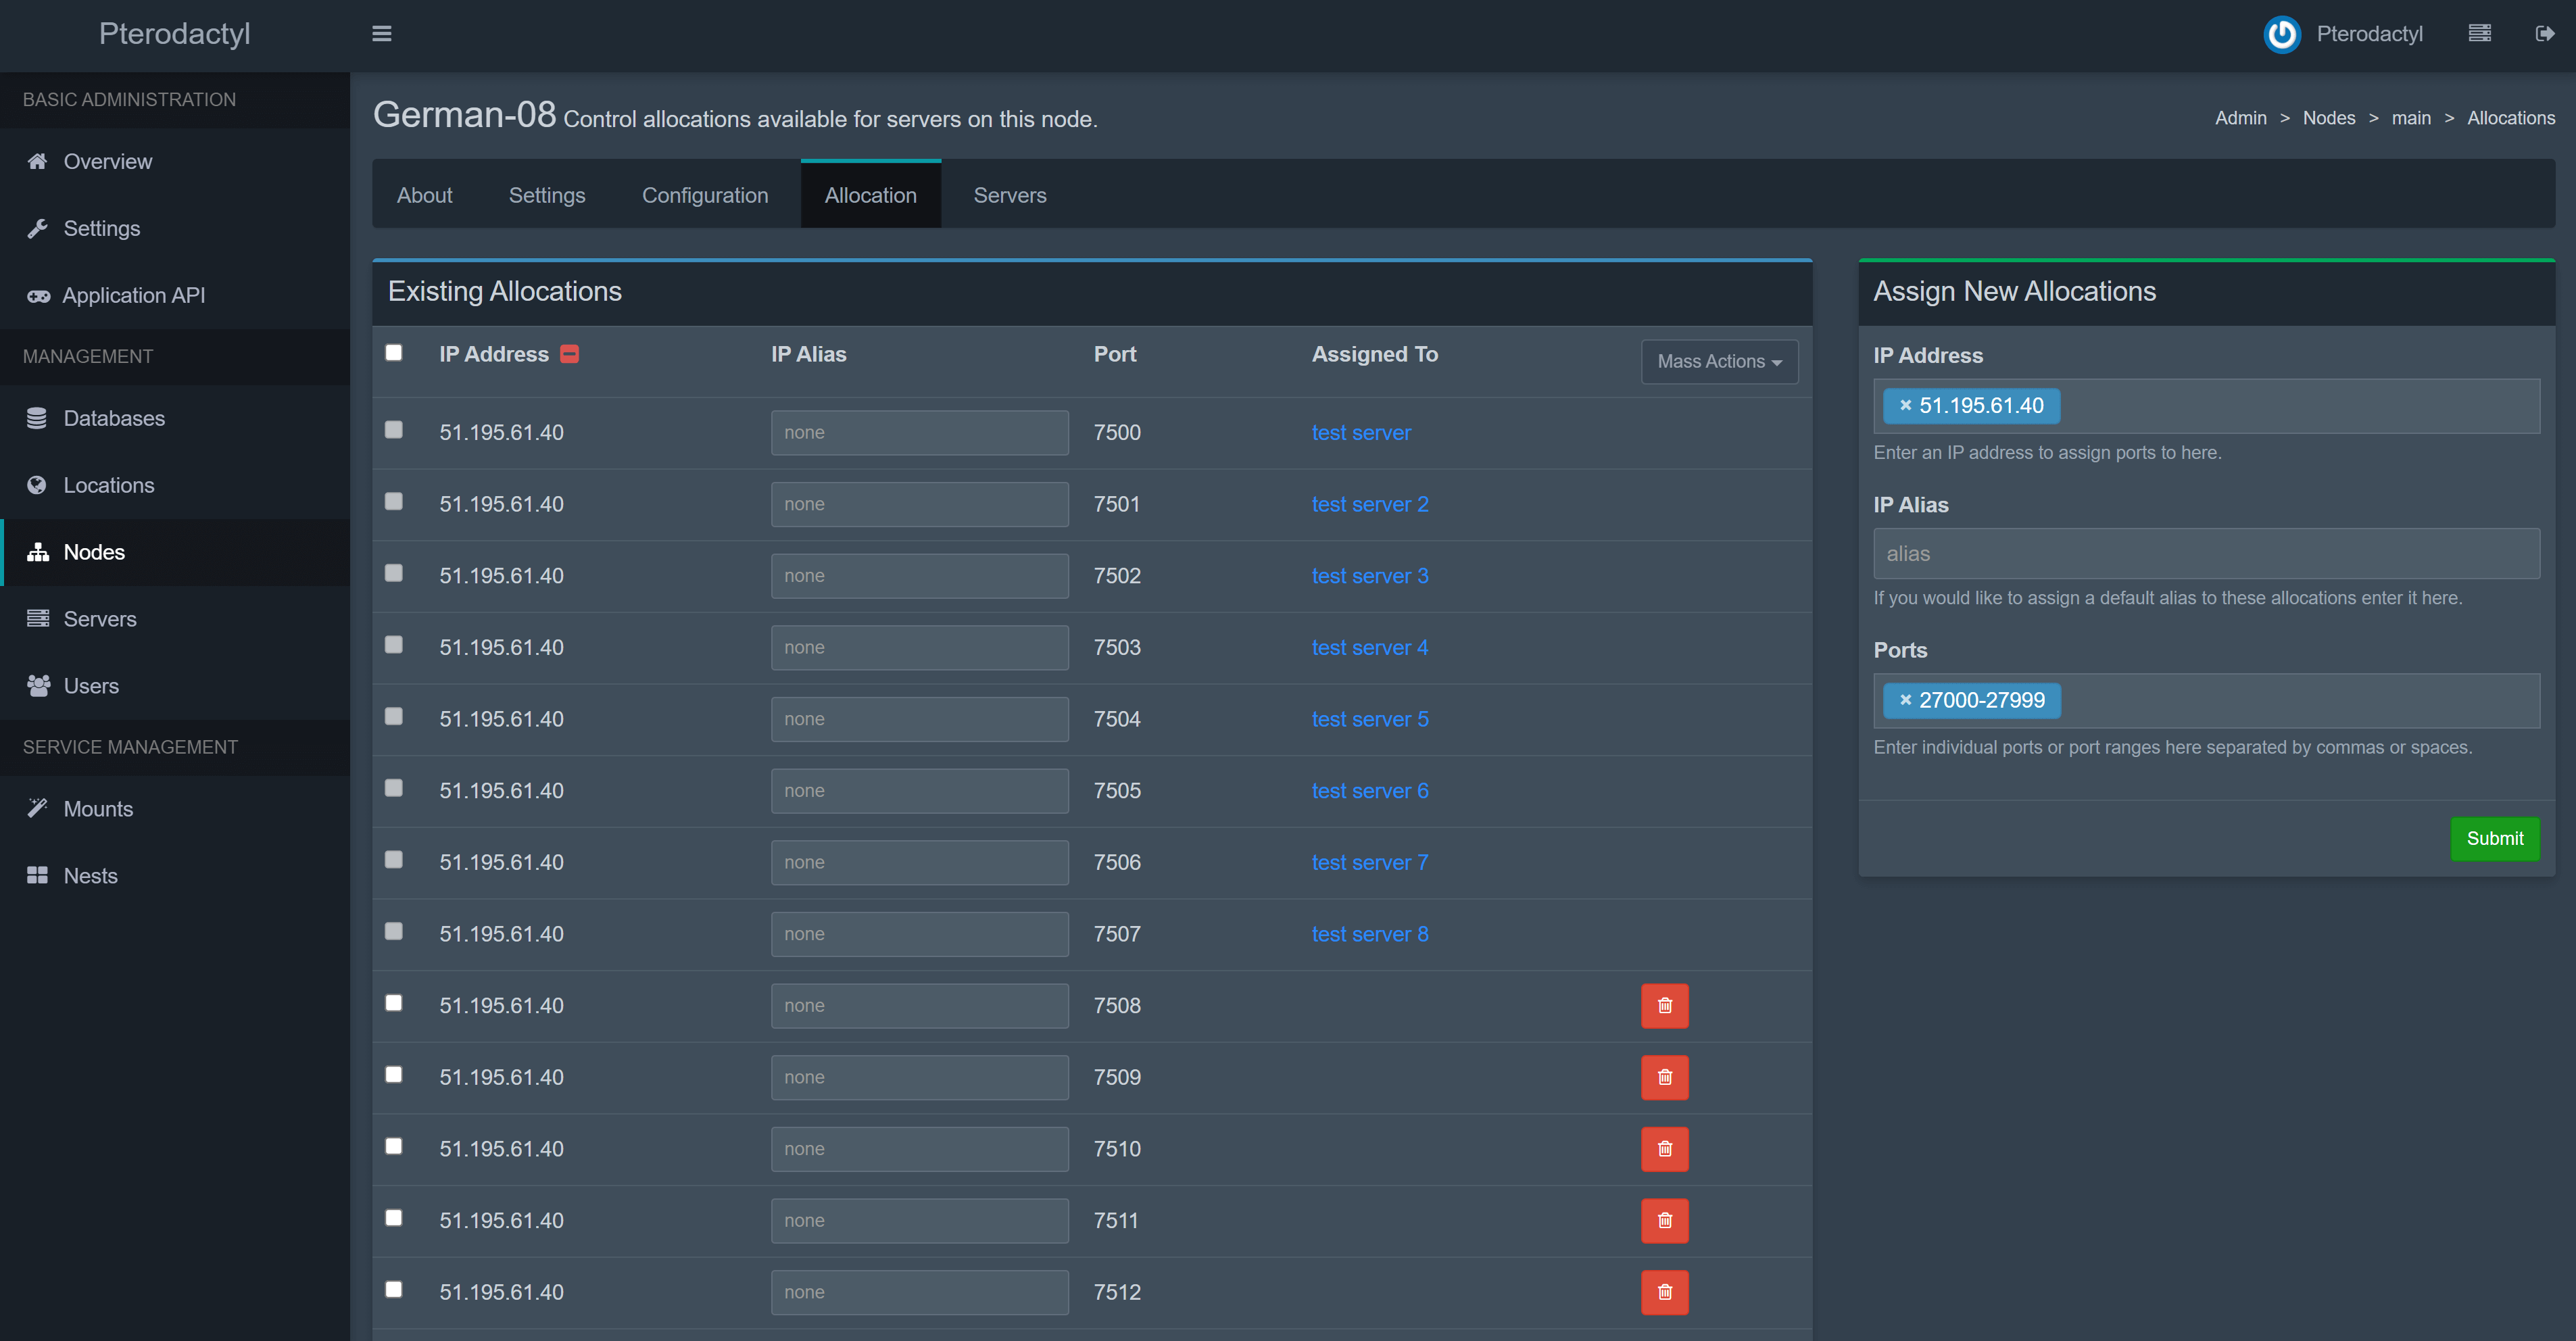 Pterodactyl
Pterodactyl
BASIC ADMINISTRATION
Overview
Settings
Application API
MANAGEMENT
Databases
Locations
Nodes
Servers
Users
SERVICE MANAGEMENT
Mounts
Nests
German-08 Control allocations available for servers on this node.
Admin > Nodes > main > Allocations
About Settings Configuration Allocation Servers
Existing Allocations
IP Address IP Alias Port Assigned To Mass Actions
51.195.61.40 none 7500 test server
51.195.61.40 none 7501 test server 2
51.195.61.40 none 7502 test server 3
51.195.61.40 none 7503 test server 4
51.195.61.40 none 7504 test server 5
51.195.61.40 none 7505 test server 6
51.195.61.40 none 7506 test server 7
51.195.61.40 none 7507 test server 8
51.195.61.40 none 7508
51.195.61.40 none 7509
51.195.61.40 none 7510
51.195.61.40 none 7511
51.195.61.40 none 7512
Assign New Allocations
IP Address
× 51.195.61.40
Enter an IP address to assign ports to here.
IP Alias
alias
If you would like to assign a default alias to these allocations enter it here.
Ports
× 27000-27999
Enter individual ports or port ranges here separated by commas or spaces.
Submit